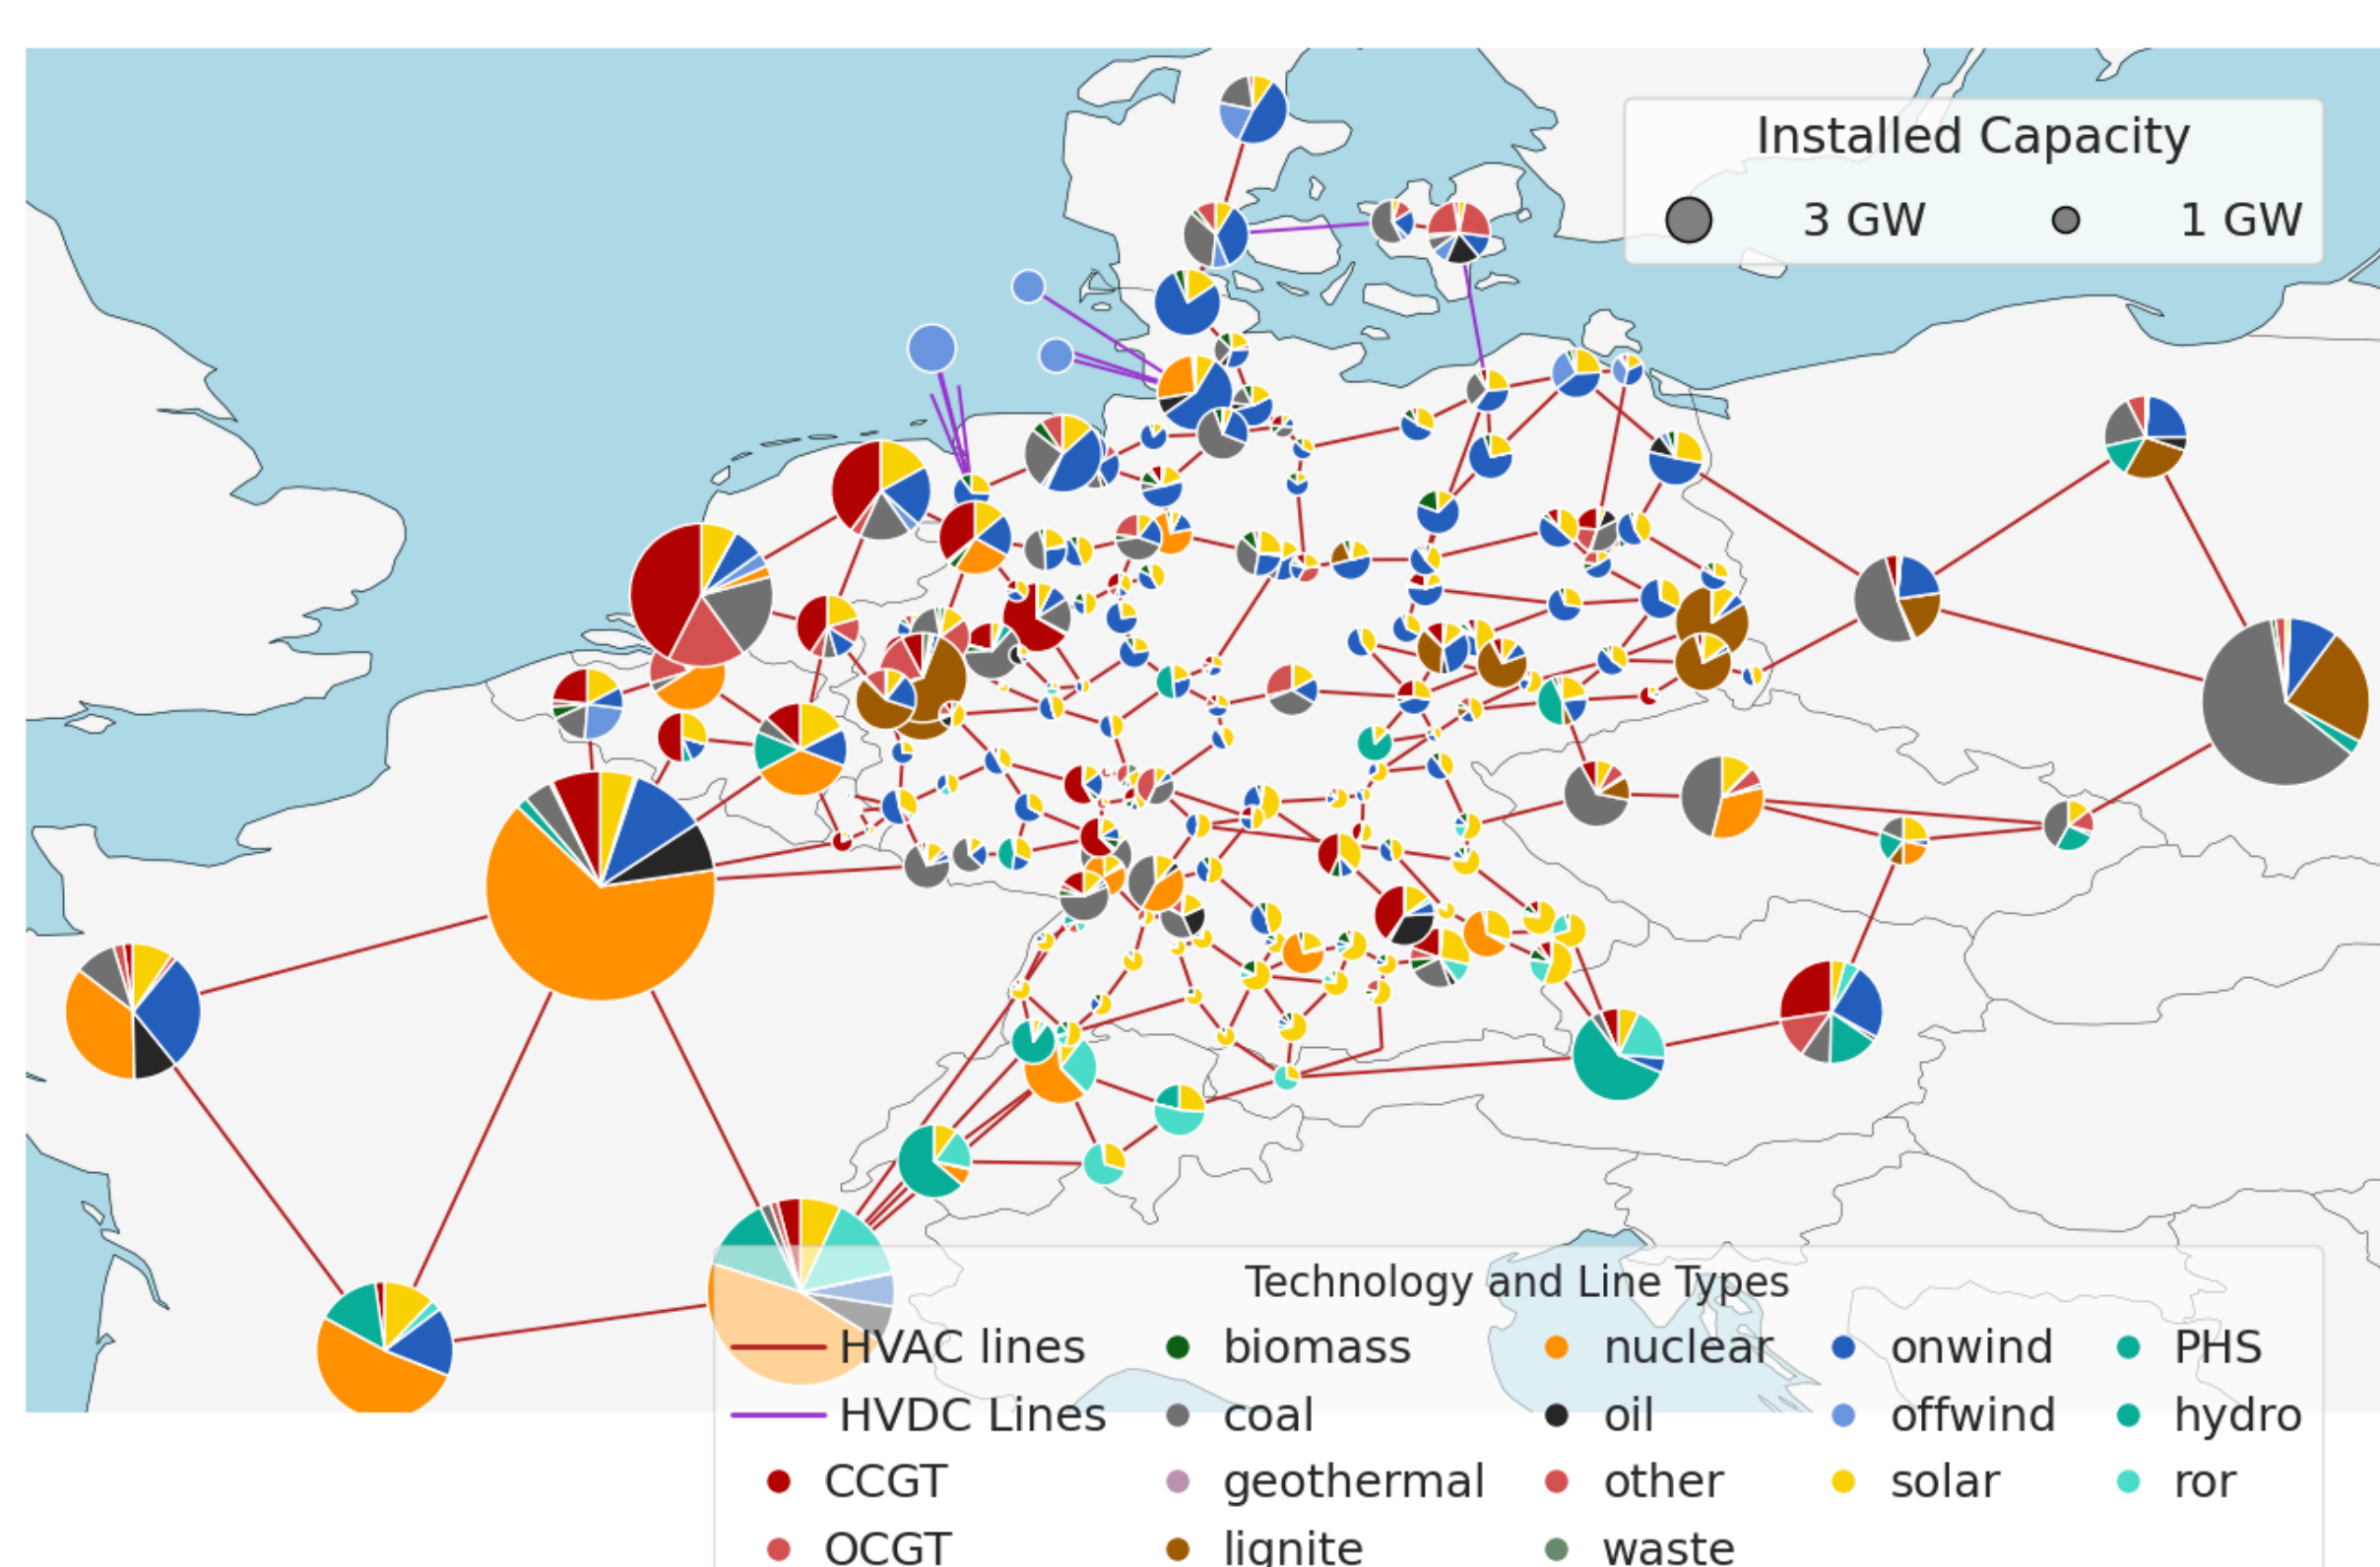 Installed Capacity
3 GW 1 GW
Technology and Line Types
HVAC lines biomass nuclear onwind PHS
HVDC Lines coal oil offwind hydro
CCGT geothermal other solar ror
OCGT lignite waste